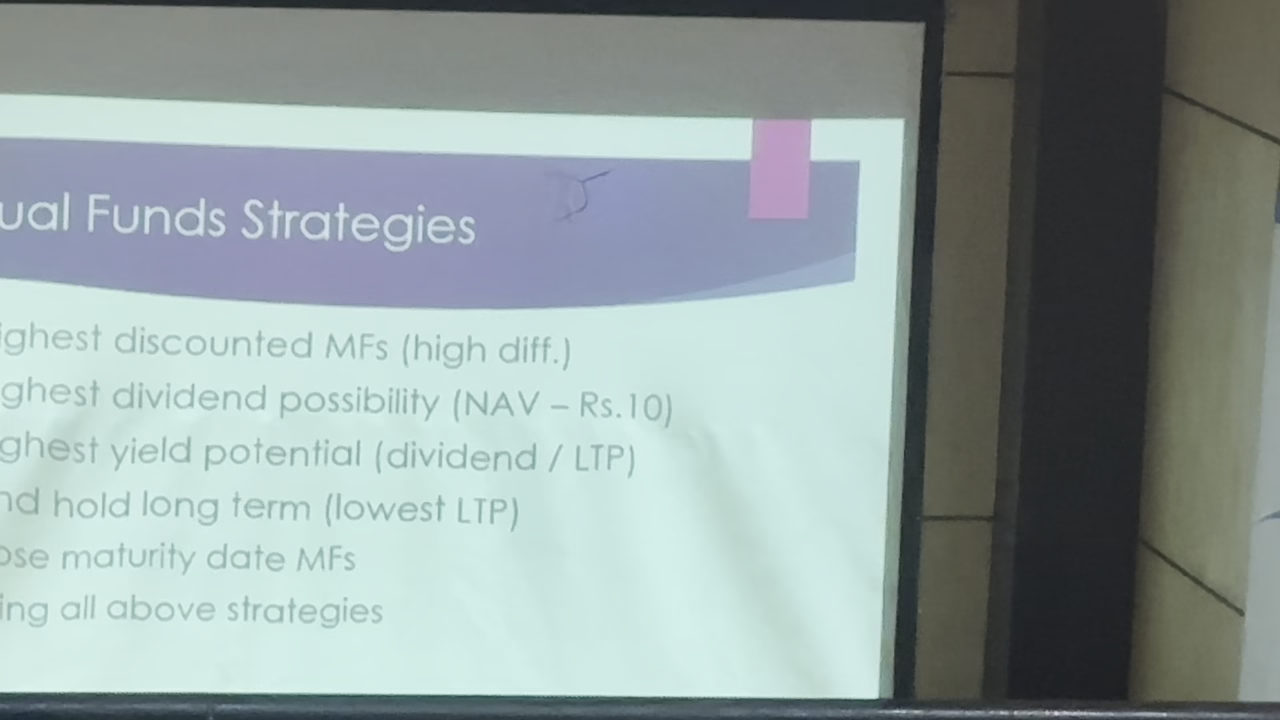 ual Funds Strategies
ighest discounted MFs (high diff.)
ghest dividend possibility (NAV – Rs.10)
ghest yield potential (dividend / LTP)
nd hold long term (lowest LTP)
ose maturity date MFs
ing all above strategies